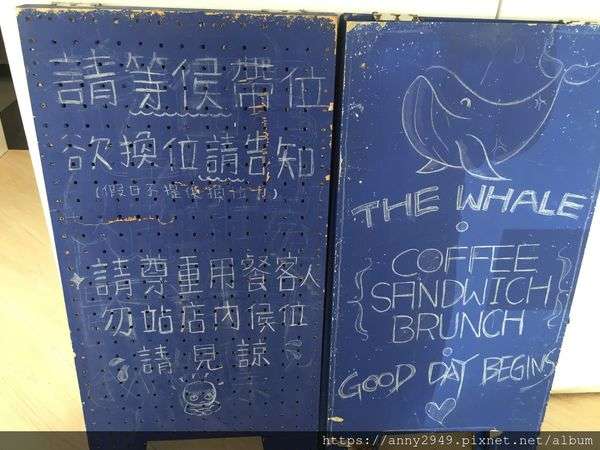 請等候帶位
欲換位請告知
請尊重用餐客人
勿站店內候位
請見諒
THE WHALE
COFFEE
SANDWICH
BRUNCH
GOOD DAY BEGINS
https://anny2949.pixnet.net/album